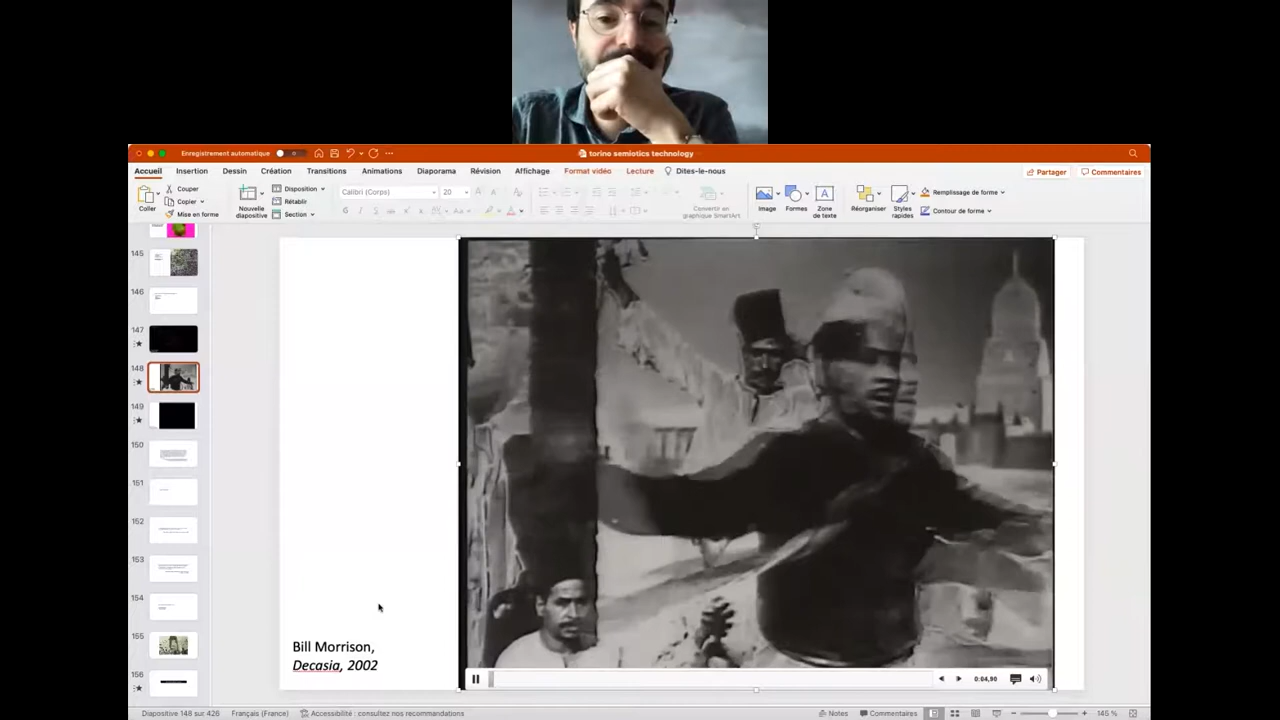 Enregistrement automatique
torino semiotics technology
Accueil Insertion Dessin Création Transitions Animations Diaporama Révision Affichage Format vidéo Lecture Dites-le-nous
Partager Commentaires
Coller
Couper
Copier
Mise en forme
Nouvelle
diapositive
Disposition
Rétablir
Section
Calibri (Corps) 20
Convertir en
graphique SmartArt
Image
Formes
Zone
de texte
Réorganiser
Styles
rapides
Remplissage de forme
Contour de forme
145
146
147
148
149
150
151
152
153
154
155
156
Bill Morrison,
Decasia, 2002
0:04,90
Diapositive 148 sur 426 Français (France) Accessibilité : consultez nos recommandations
Notes Commentaires 145 %